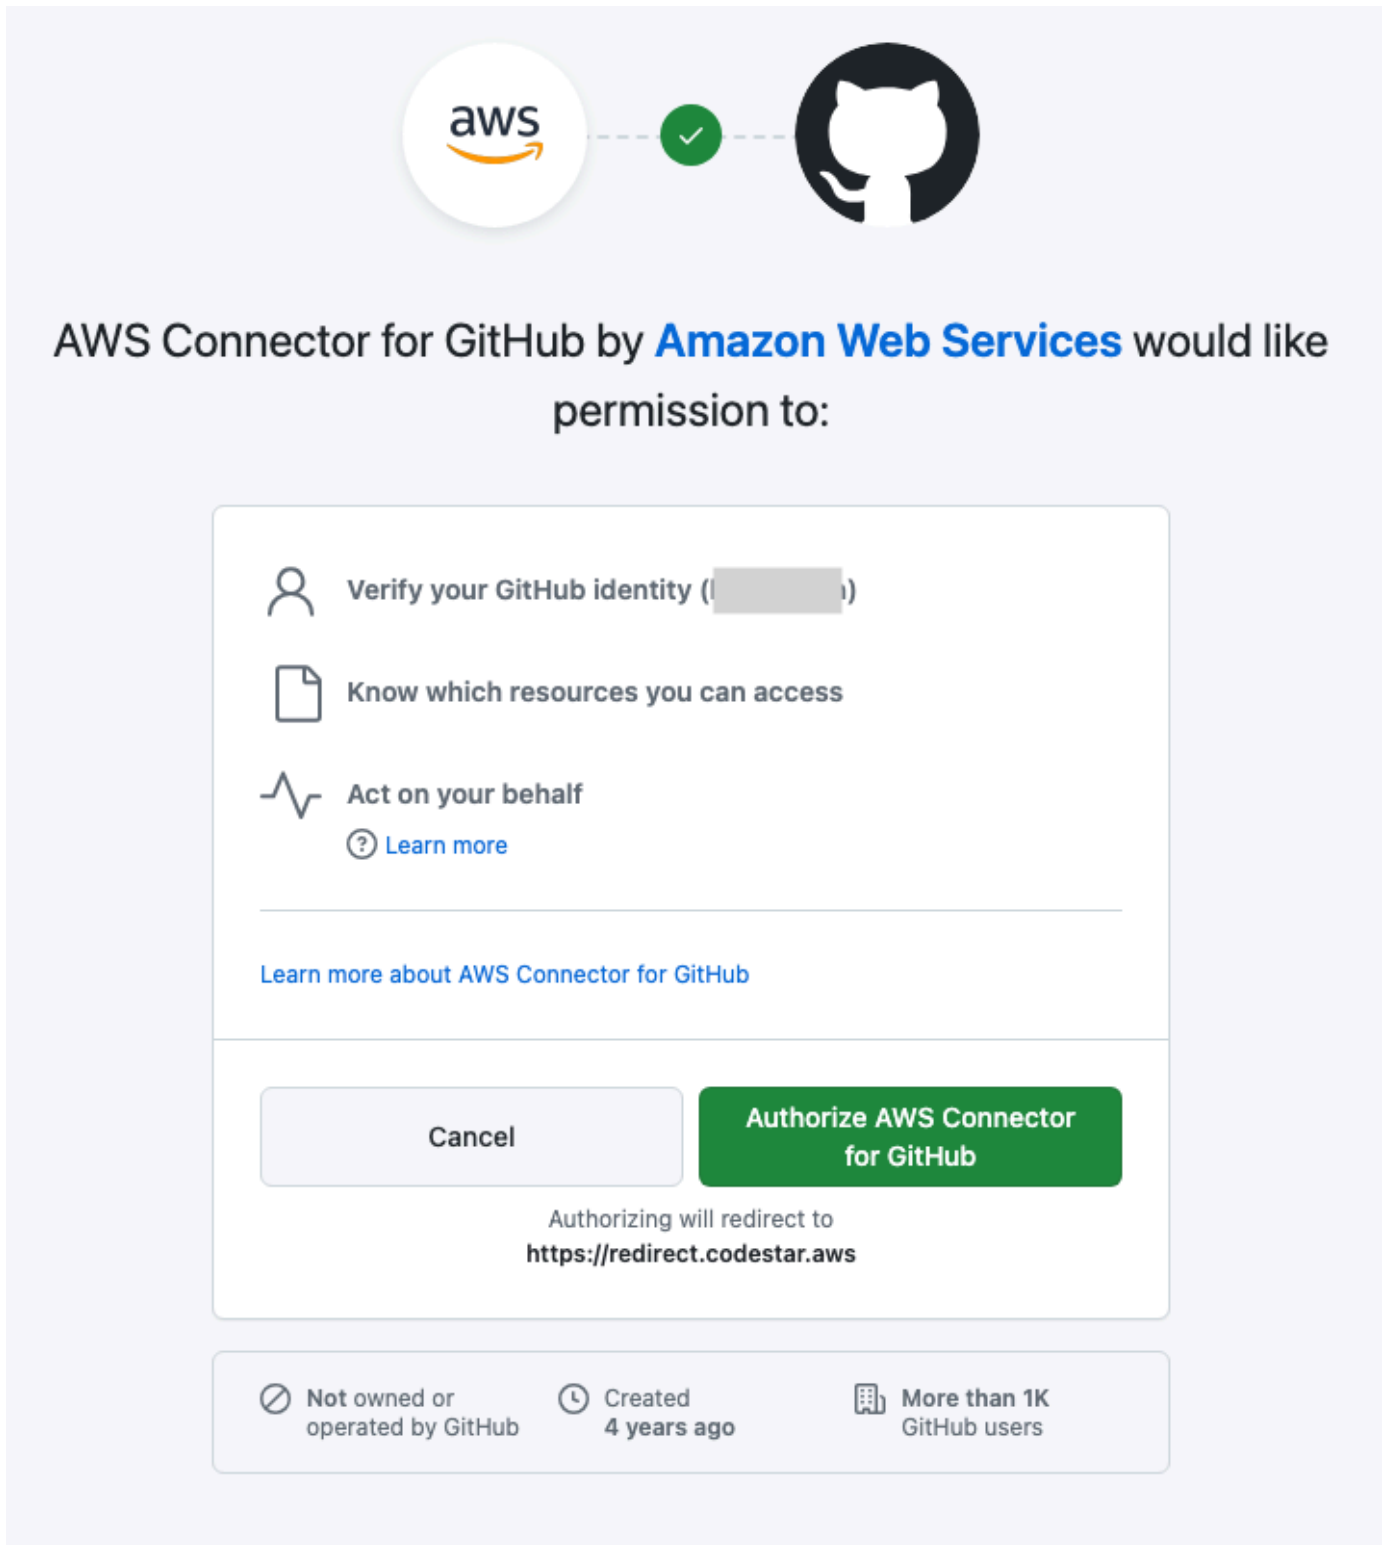 aws
AWS Connector for GitHub by Amazon Web Services would like
permission to:
Verify your GitHub identity (
Know which resources you can access
Act on your behalf
? Learn more
Learn more about AWS Connector for GitHub
Cancel
Authorize AWS Connector
for GitHub
Authorizing will redirect to
https://redirect.codestar.aws
Not owned or
operated by GitHub
Created
4 years ago
More than 1K
GitHub users